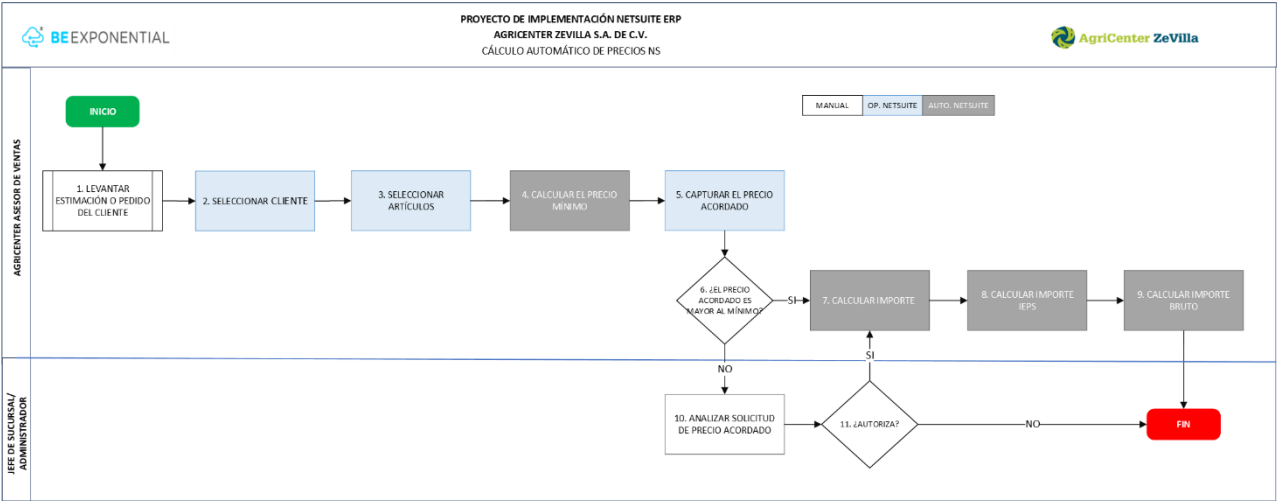 BEEXPONENTIAL
PROYECTO DE IMPLEMENTACIÓN NETSUITE ERP
AGRICENTER ZEVILLA S.A. DE C.V.
CÁLCULO AUTOMÁTICO DE PRECIOS NS
AgriCenter ZeVilla
AGRICENTER ASESOR DE VENTAS
INICIO
MANUAL
OP. NETSUITE
AUTO. NETSUITE
1. LEVANTAR
ESTIMACIÓN O PEDIDO
DEL CLIENTE
2. SELECCIONAR CLIENTE
3. SELECCIONAR
ARTÍCULOS
4. CALCULAR EL PRECIO
MÍNIMO
5. CAPTURAR EL PRECIO
ACORDADO
6. ¿EL PRECIO
ACORDADO ES
MAYOR AL MÍNIMO?
SI
7. CALCULAR IMPORTE
8. CALCULAR IMPORTE
IEPS
9. CALCULAR IMPORTE
BRUTO
NO
SI
JEFE DE SUCURSAL/
ADMINISTRADOR
10. ANALIZAR SOLICITUD
DE PRECIO ACORDADO
11. ¿AUTORIZA?
NO
FIN